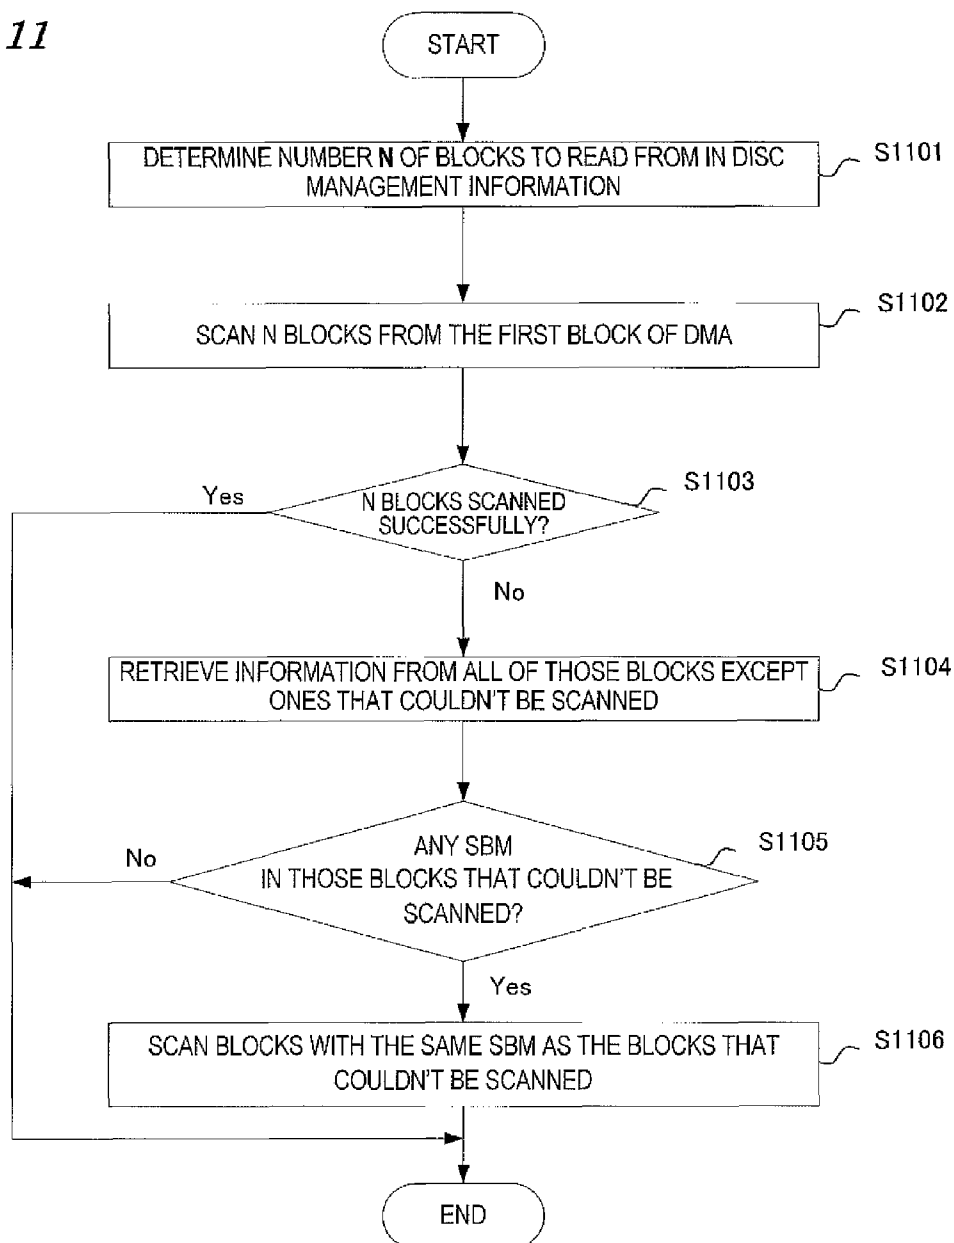 11
START
DETERMINE NUMBER N OF BLOCKS TO READ FROM IN DISC
MANAGEMENT INFORMATION
S1101
SCAN N BLOCKS FROM THE FIRST BLOCK OF DMA
S1102
N BLOCKS SCANNED
SUCCESSFULLY?
S1103
Yes
No
RETRIEVE INFORMATION FROM ALL OF THOSE BLOCKS EXCEPT
ONES THAT COULDN'T BE SCANNED
S1104
ANY SBM
IN THOSE BLOCKS THAT COULDN'T BE
SCANNED?
S1105
No
Yes
SCAN BLOCKS WITH THE SAME SBM AS THE BLOCKS THAT
COULDN'T BE SCANNED
S1106
END